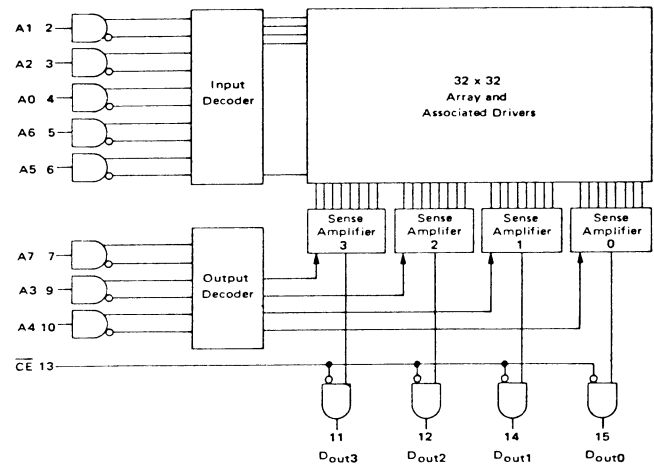 A1 2
A2 3
A0 4
A6 5
A5 6
Input
Decoder
32 x 32
Array and
Associated Drivers
Sense
Amplifier
3
Sense
Amplifer
2
Sense
Amplifier
1
Sense
Amplifier
0
A7 7
A3 9
A4 10
Output
Decoder
CE 13
11
12
14
15
Dout3
Dout2
Dout1
Dout0